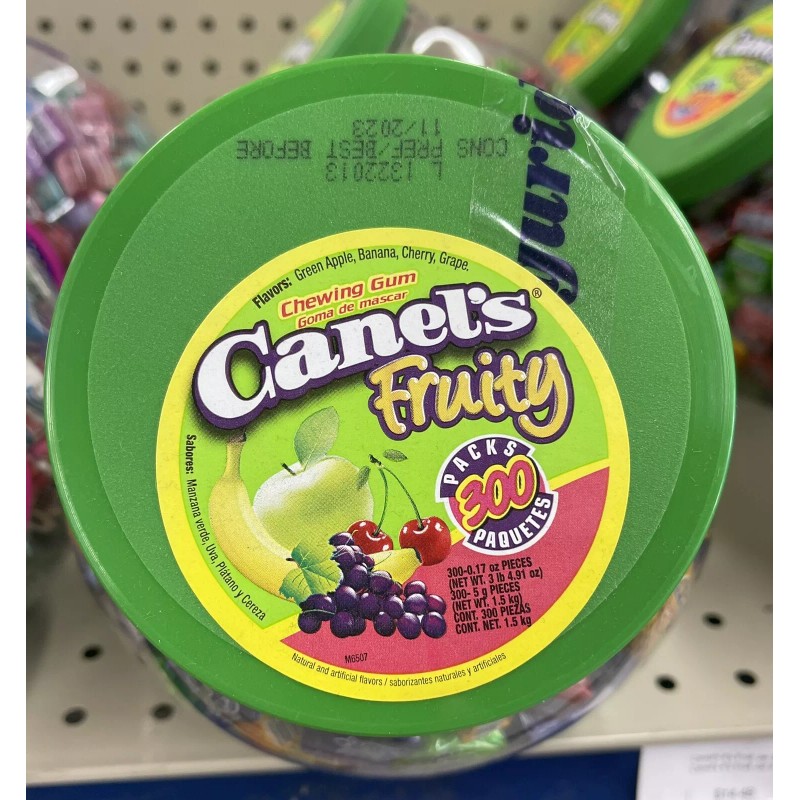 CONS PREF/BEST BEFORE
11/2023
L 1322013
Flavors: Green Apple, Banana, Cherry, Grape.
Chewing Gum
Goma de mascar
Canel's®
Fruity
PACKS
300
PAQUETES
Sabores: Manzana verde, Uva, Plátano y Cereza
300-0.17 oz PIECES
(NET WT. 3 lb 4.91 oz)
300- 5 g PIECES
(NET WT. 1.5 kg)
CONT. 300 PIEZAS
CONT. NET. 1.5 kg
M6507
Natural and artificial flavors / saborizantes naturales y artificiales